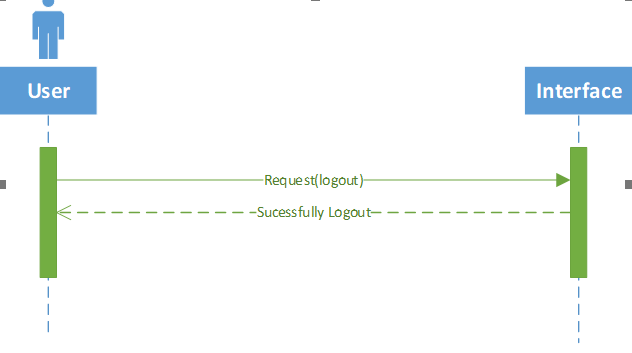 User
Interface
Request(logout)
Sucessfully Logout